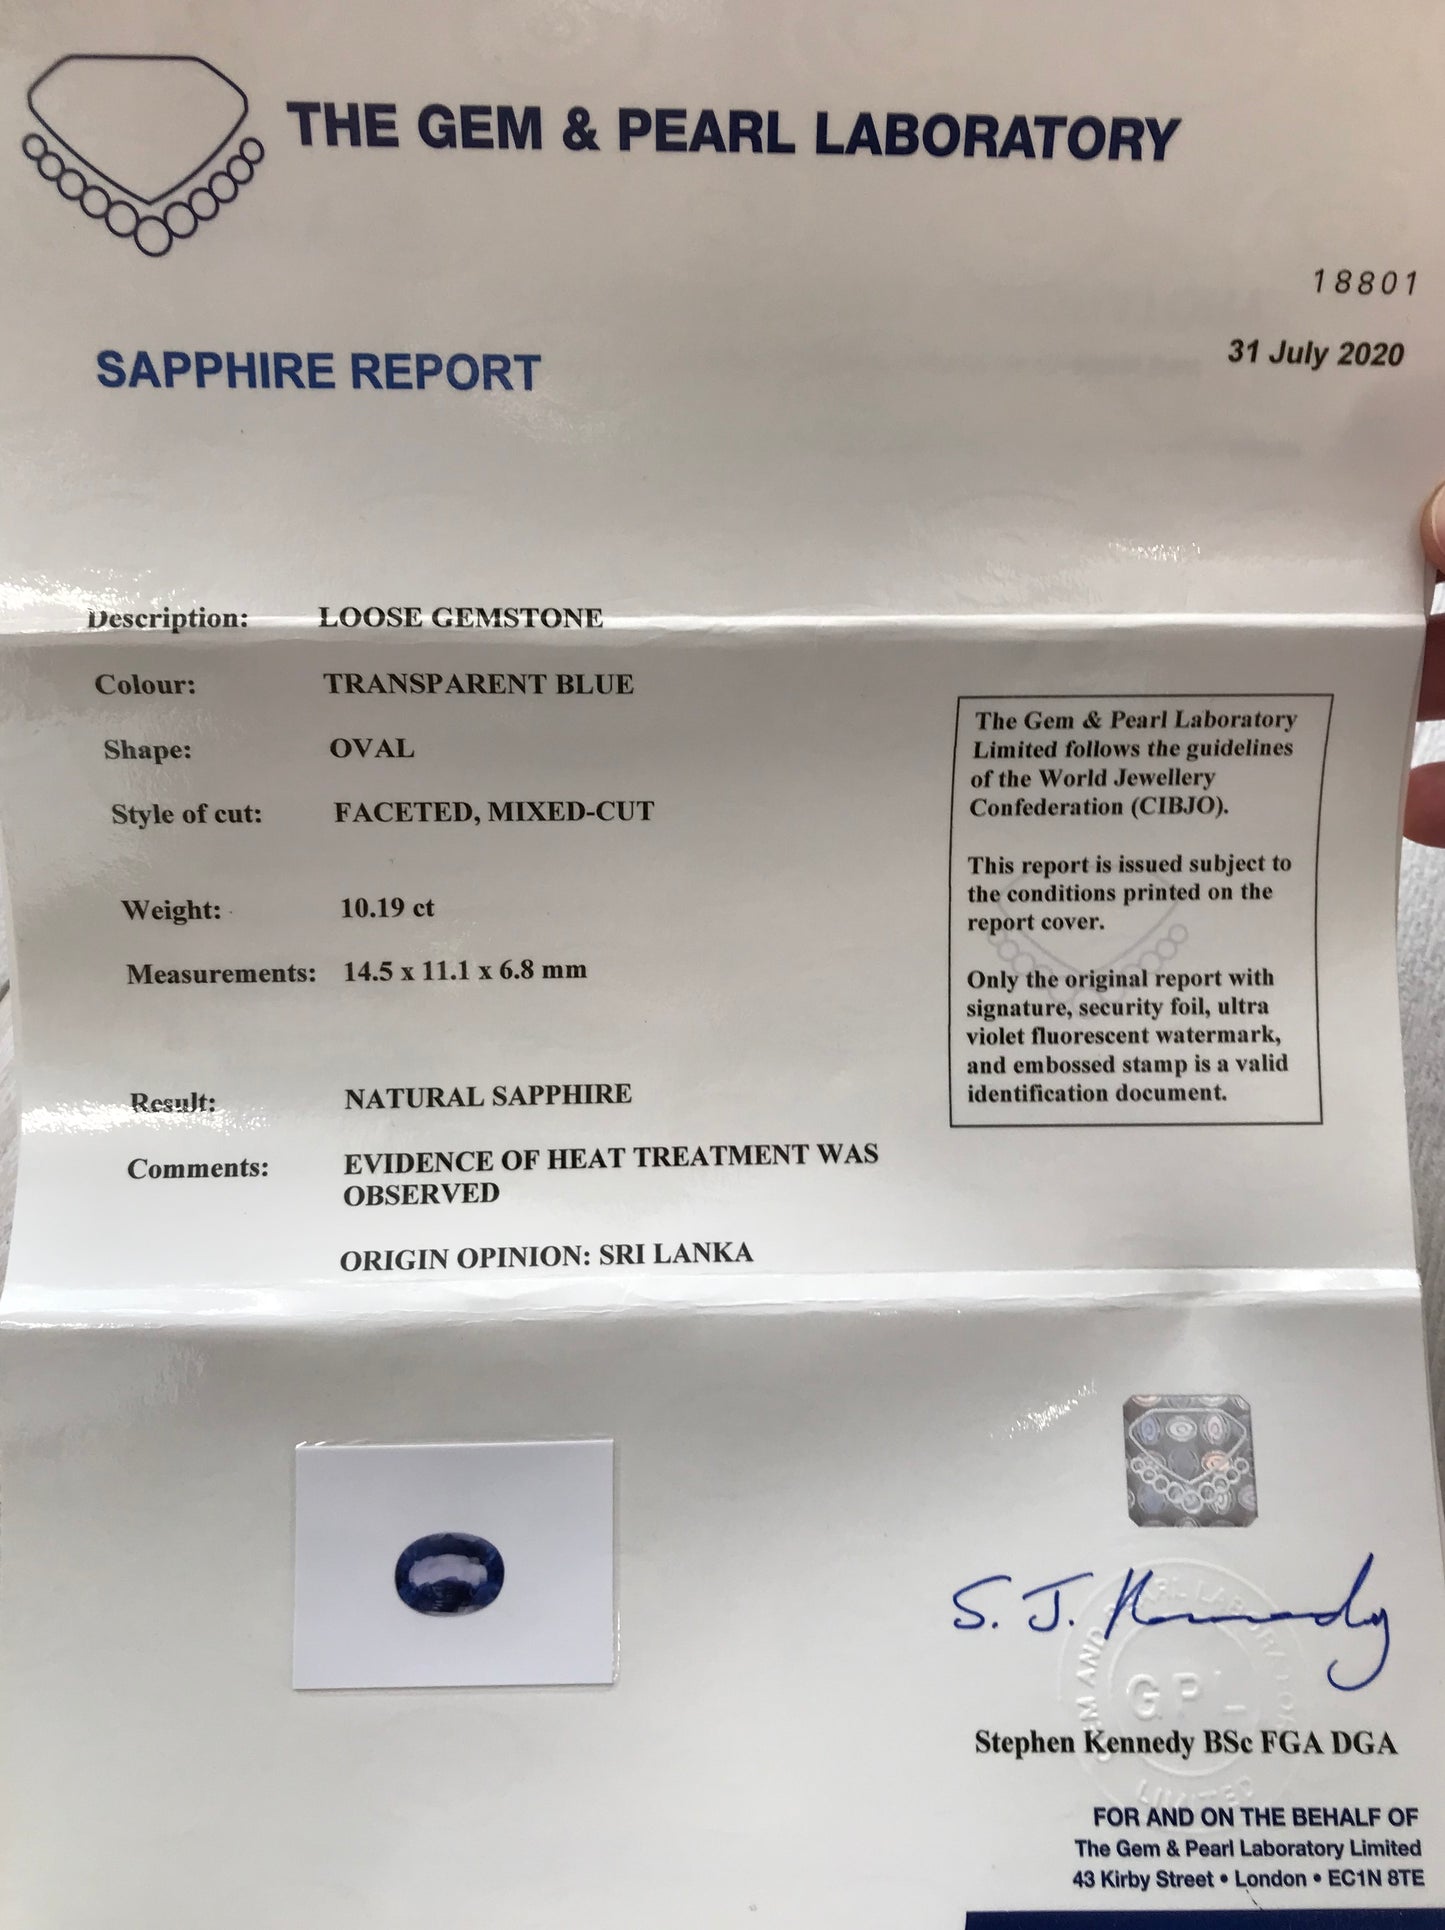 THE GEM & PEARL LABORATORY
18801
31 July 2020
SAPPHIRE REPORT
Description: LOOSE GEMSTONE
Colour: TRANSPARENT BLUE
Shape: OVAL
Style of cut: FACETED, MIXED-CUT
Weight: 10.19 ct
Measurements: 14.5 x 11.1 x 6.8 mm
Result: NATURAL SAPPHIRE
Comments: EVIDENCE OF HEAT TREATMENT WAS
OBSERVED
ORIGIN OPINION: SRI LANKA
The Gem & Pearl Laboratory
Limited follows the guidelines
of the World Jewellery
Confederation (CIBJO).
This report is issued subject to
the conditions printed on the
report cover.
Only the original report with
signature, security foil, ultra
violet fluorescent watermark,
and embossed stamp is a valid
identification document.
S. J. Kennedy
GEM AND PEARL LABORATORY
GPL
LIMITED
Stephen Kennedy BSc FGA DGA
FOR AND ON THE BEHALF OF
The Gem & Pearl Laboratory Limited
43 Kirby Street • London • EC1N 8TE